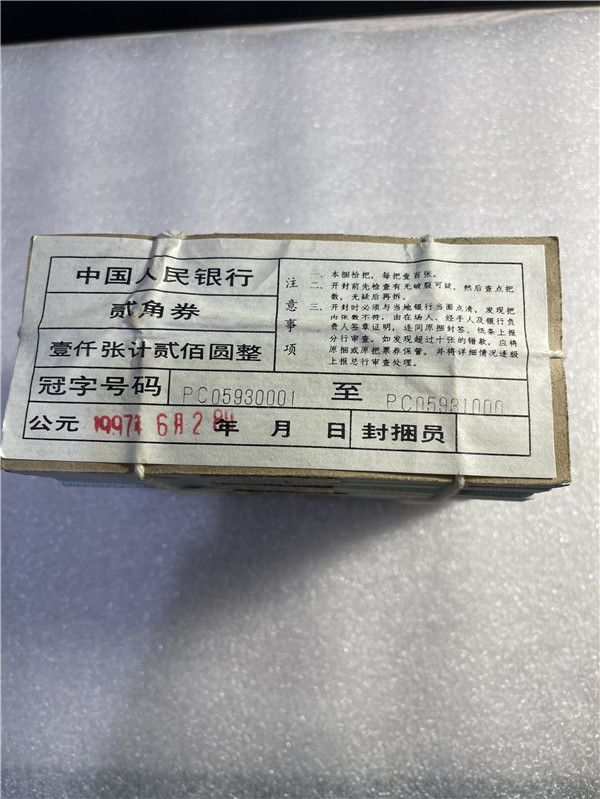 中国人民银行
贰角券
壹仟张计贰佰圆整
注意事项
一、本捆拾把，每把壹百张。
二、开封前先检查有无破裂可疑，然后查点把
数，无疑后再拆。
三、开封时必须与当地银行当面点清，发现把
内张数不符，由在场人、经手人及银行负
责人签章证明，连同原捆封签、纸条上报
分行审查。如发现超过十张的错款，应将
原捆或原把票券保管，并将详细情况逐级
上报总行审查处理。
冠字号码 PC05930001 至 PC05931000
公元 1997年 6月2 年 月 日 封捆员